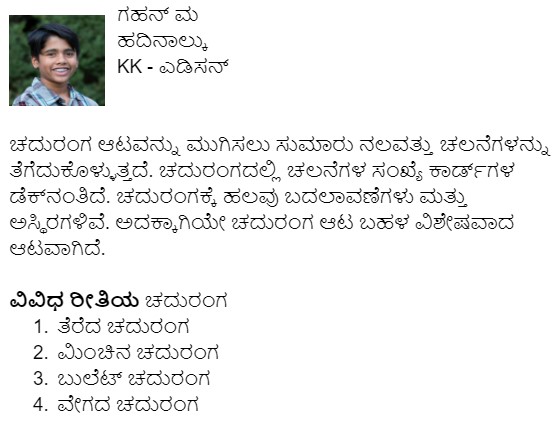 ಗಹನ್ ಮ
ಹದಿನಾಲ್ಕು
KK - ಎಡಿಸನ್
ಚದುರಂಗ ಆಟವನ್ನು ಮುಗಿಸಲು ಸುಮಾರು ನಲವತ್ತು ಚಲನೆಗಳನ್ನು
ತೆಗೆದುಕೊಳ್ಳುತ್ತದೆ. ಚದುರಂಗದಲ್ಲಿ ಚಲನೆಗಳ ಸಂಖ್ಯೆ ಕಾರ್ಡ್‌ಗಳ
ಡೆಕ್‌ನಂತಿದೆ. ಚದುರಂಗಕ್ಕೆ ಹಲವು ಬದಲಾವಣೆಗಳು ಮತ್ತು
ಅಸ್ಥಿರಗಳಿವೆ. ಅದಕ್ಕಾಗಿಯೇ ಚದುರಂಗ ಆಟ ಬಹಳ ವಿಶೇಷವಾದ
ಆಟವಾಗಿದೆ.
ವಿವಿಧ ರೀತಿಯ ಚದುರಂಗ
1. ತೆರೆದ ಚದುರಂಗ
2. ಮಿಂಚಿನ ಚದುರಂಗ
3. ಬುಲೆಟ್ ಚದುರಂಗ
4. ವೇಗದ ಚದುರಂಗ